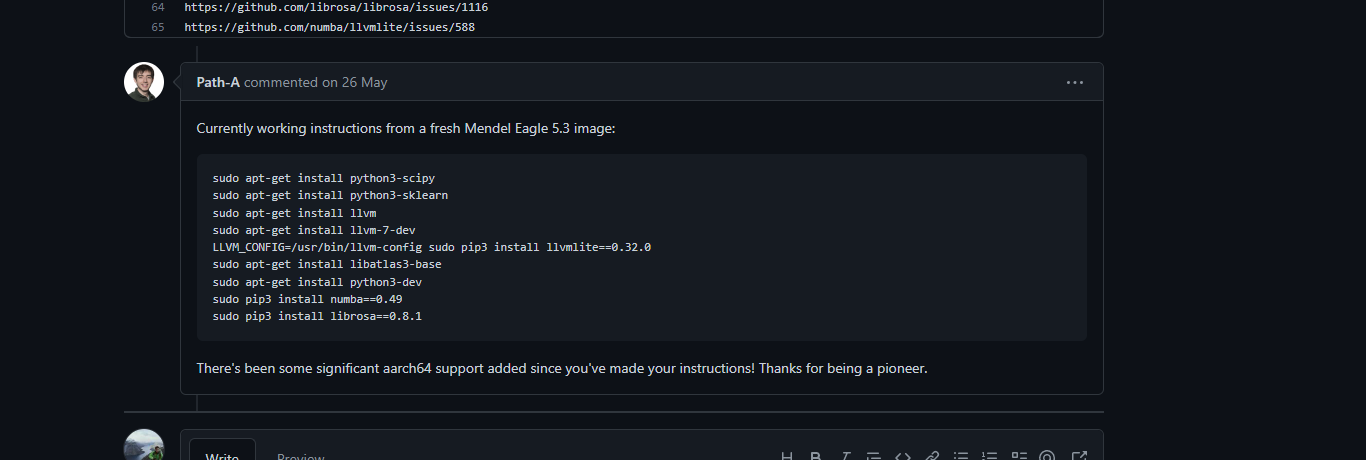 64 https://github.com/librosa/librosa/issues/1116
65 https://github.com/numba/llvmlite/issues/588
Path-A commented on 26 May
Currently working instructions from a fresh Mendel Eagle 5.3 image:
sudo apt-get install python3-scipy
sudo apt-get install python3-sklearn
sudo apt-get install llvm
sudo apt-get install llvm-7-dev
LLVM_CONFIG=/usr/bin/llvm-config sudo pip3 install llvmlite==0.32.0
sudo apt-get install libatlas3-base
sudo apt-get install python3-dev
sudo pip3 install numba==0.49
sudo pip3 install librosa==0.8.1
There's been some significant aarch64 support added since you've made your instructions! Thanks for being a pioneer.
Write Preview